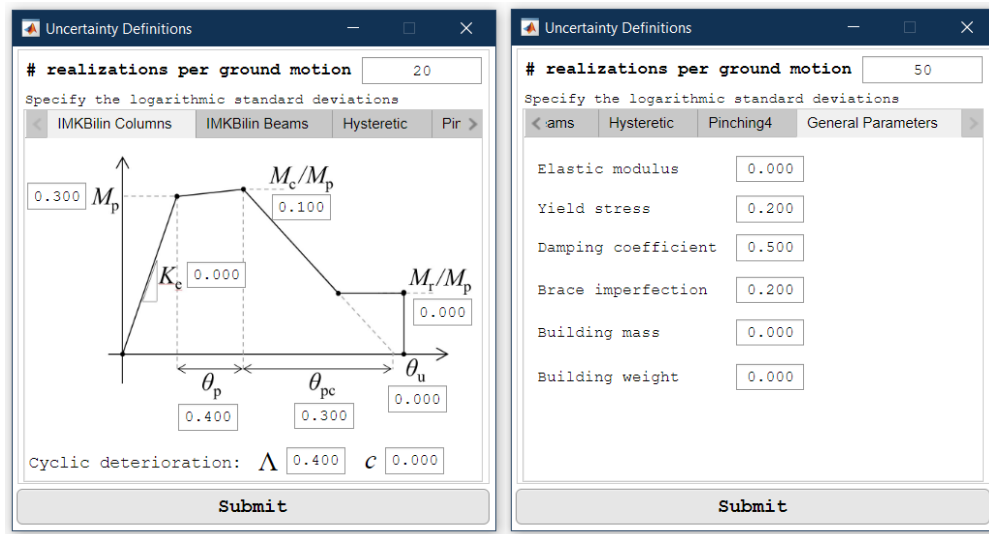 Uncertainty Definitions
# realizations per ground motion 20
Specify the logarithmic standard deviations
IMKBilin Columns IMKBilin Beams Hysteretic Pir
Mc/Mp
0.300 Mp
0.100
Ke 0.000
Mr/Mp
0.000
θp θpc θu
0.000
0.400 0.300
Cyclic deterioration: Λ 0.400 c 0.000
Submit
Uncertainty Definitions
# realizations per ground motion 50
Specify the logarithmic standard deviations
ams Hysteretic Pinching4 General Parameters
Elastic modulus 0.000
Yield stress 0.200
Damping coefficient 0.500
Brace imperfection 0.200
Building mass 0.000
Building weight 0.000
Submit